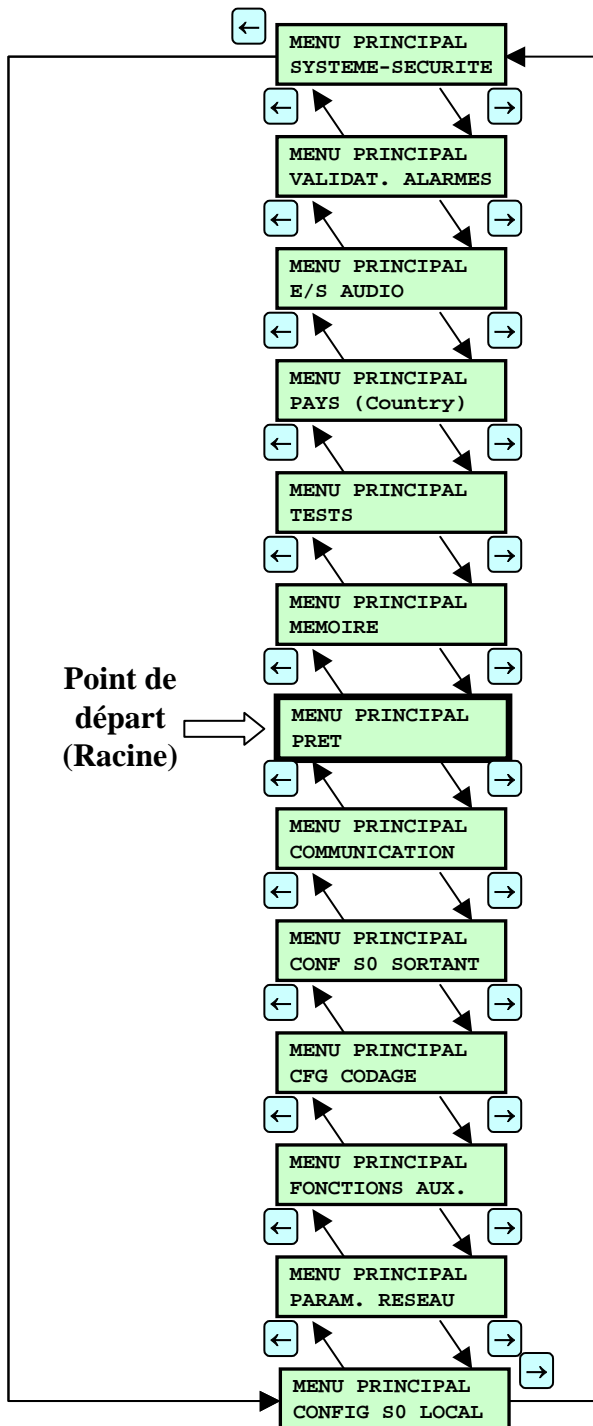 ←
MENU PRINCIPAL
SYSTEME-SECURITE
← →
MENU PRINCIPAL
VALIDAT. ALARMES
← →
MENU PRINCIPAL
E/S AUDIO
← →
MENU PRINCIPAL
PAYS (Country)
← →
MENU PRINCIPAL
TESTS
← →
MENU PRINCIPAL
MEMOIRE
← →
Point de
départ
(Racine)
MENU PRINCIPAL
PRET
← →
MENU PRINCIPAL
COMMUNICATION
← →
MENU PRINCIPAL
CONF S0 SORTANT
← →
MENU PRINCIPAL
CFG CODAGE
← →
MENU PRINCIPAL
FONCTIONS AUX.
← →
MENU PRINCIPAL
PARAM. RESEAU
← →
→
MENU PRINCIPAL
CONFIG S0 LOCAL